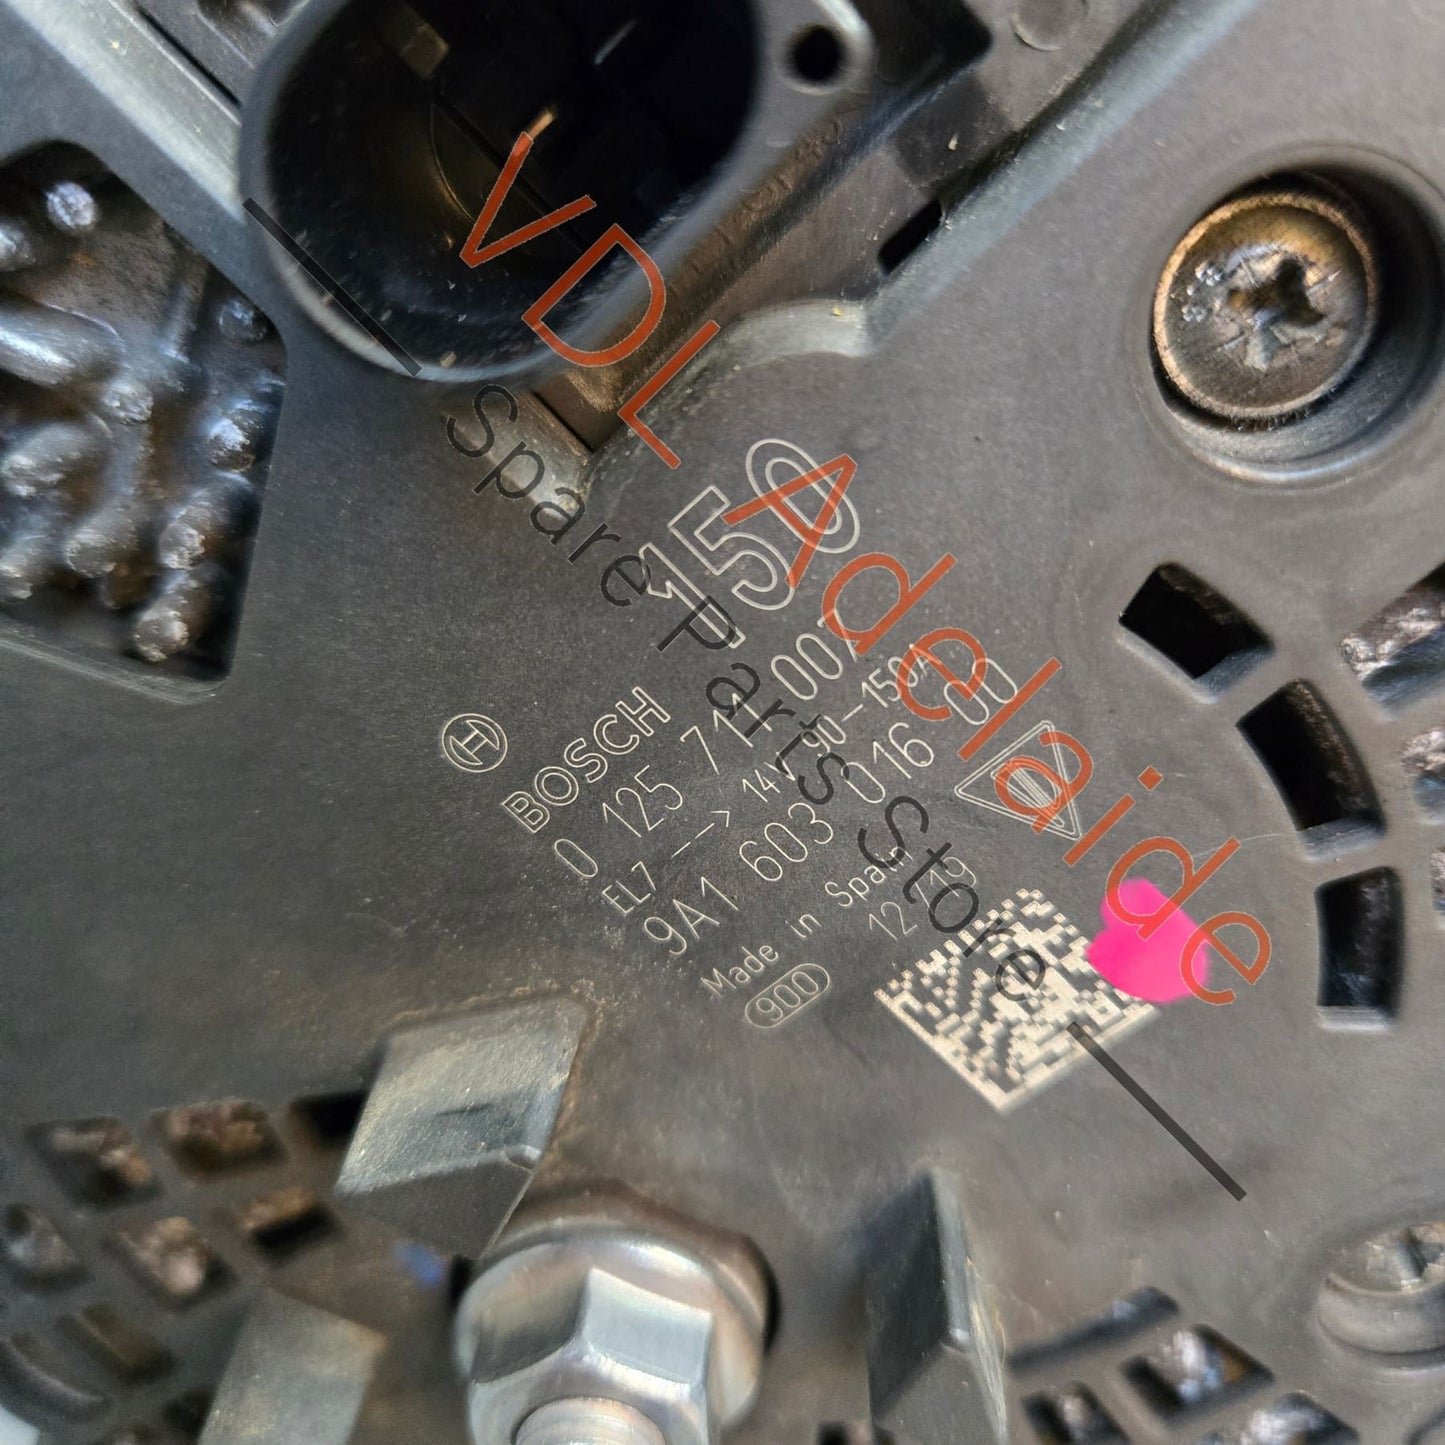 150
BOSCH
0 125 711 007
EL7 --> 14V 90-150A
9A1 603 016 00
Made in Spain
12719
900
VDL Adelaide
Spare Parts Store